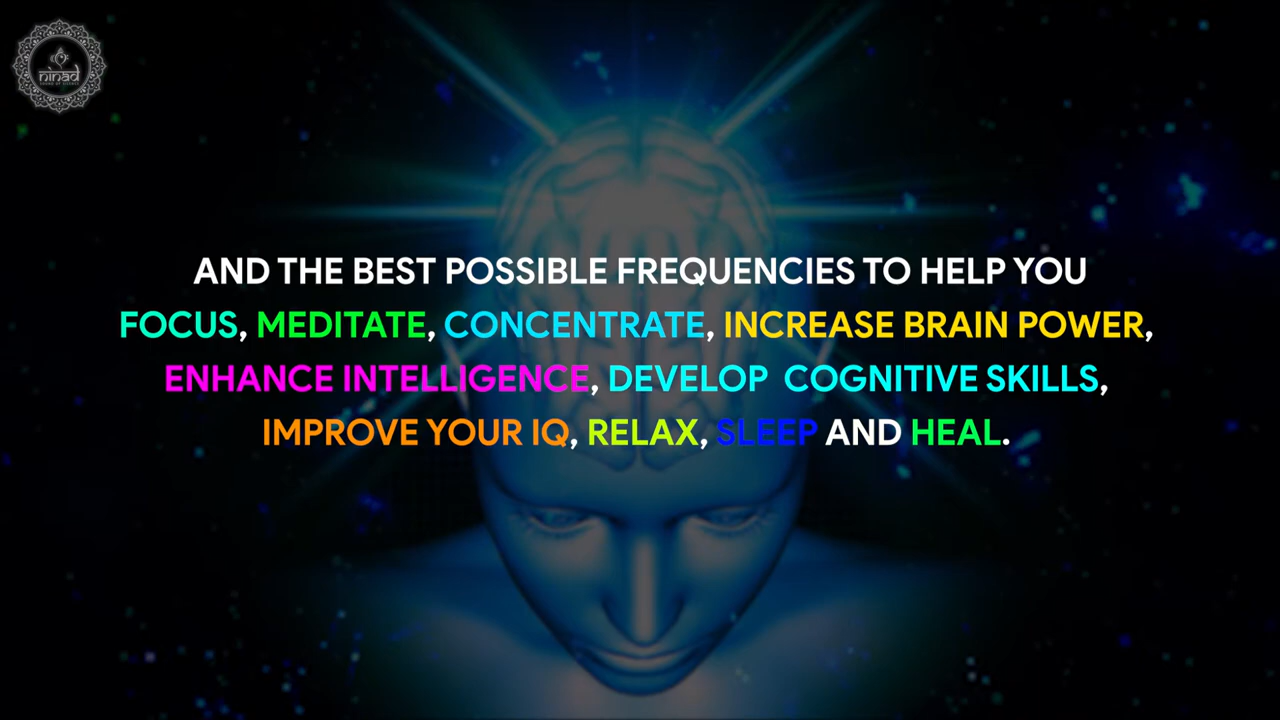 ninad
AND THE BEST POSSIBLE FREQUENCIES TO HELP YOU
FOCUS, MEDITATE, CONCENTRATE, INCREASE BRAIN POWER,
ENHANCE INTELLIGENCE, DEVELOP COGNITIVE SKILLS,
IMPROVE YOUR IQ, RELAX, SLEEP AND HEAL.